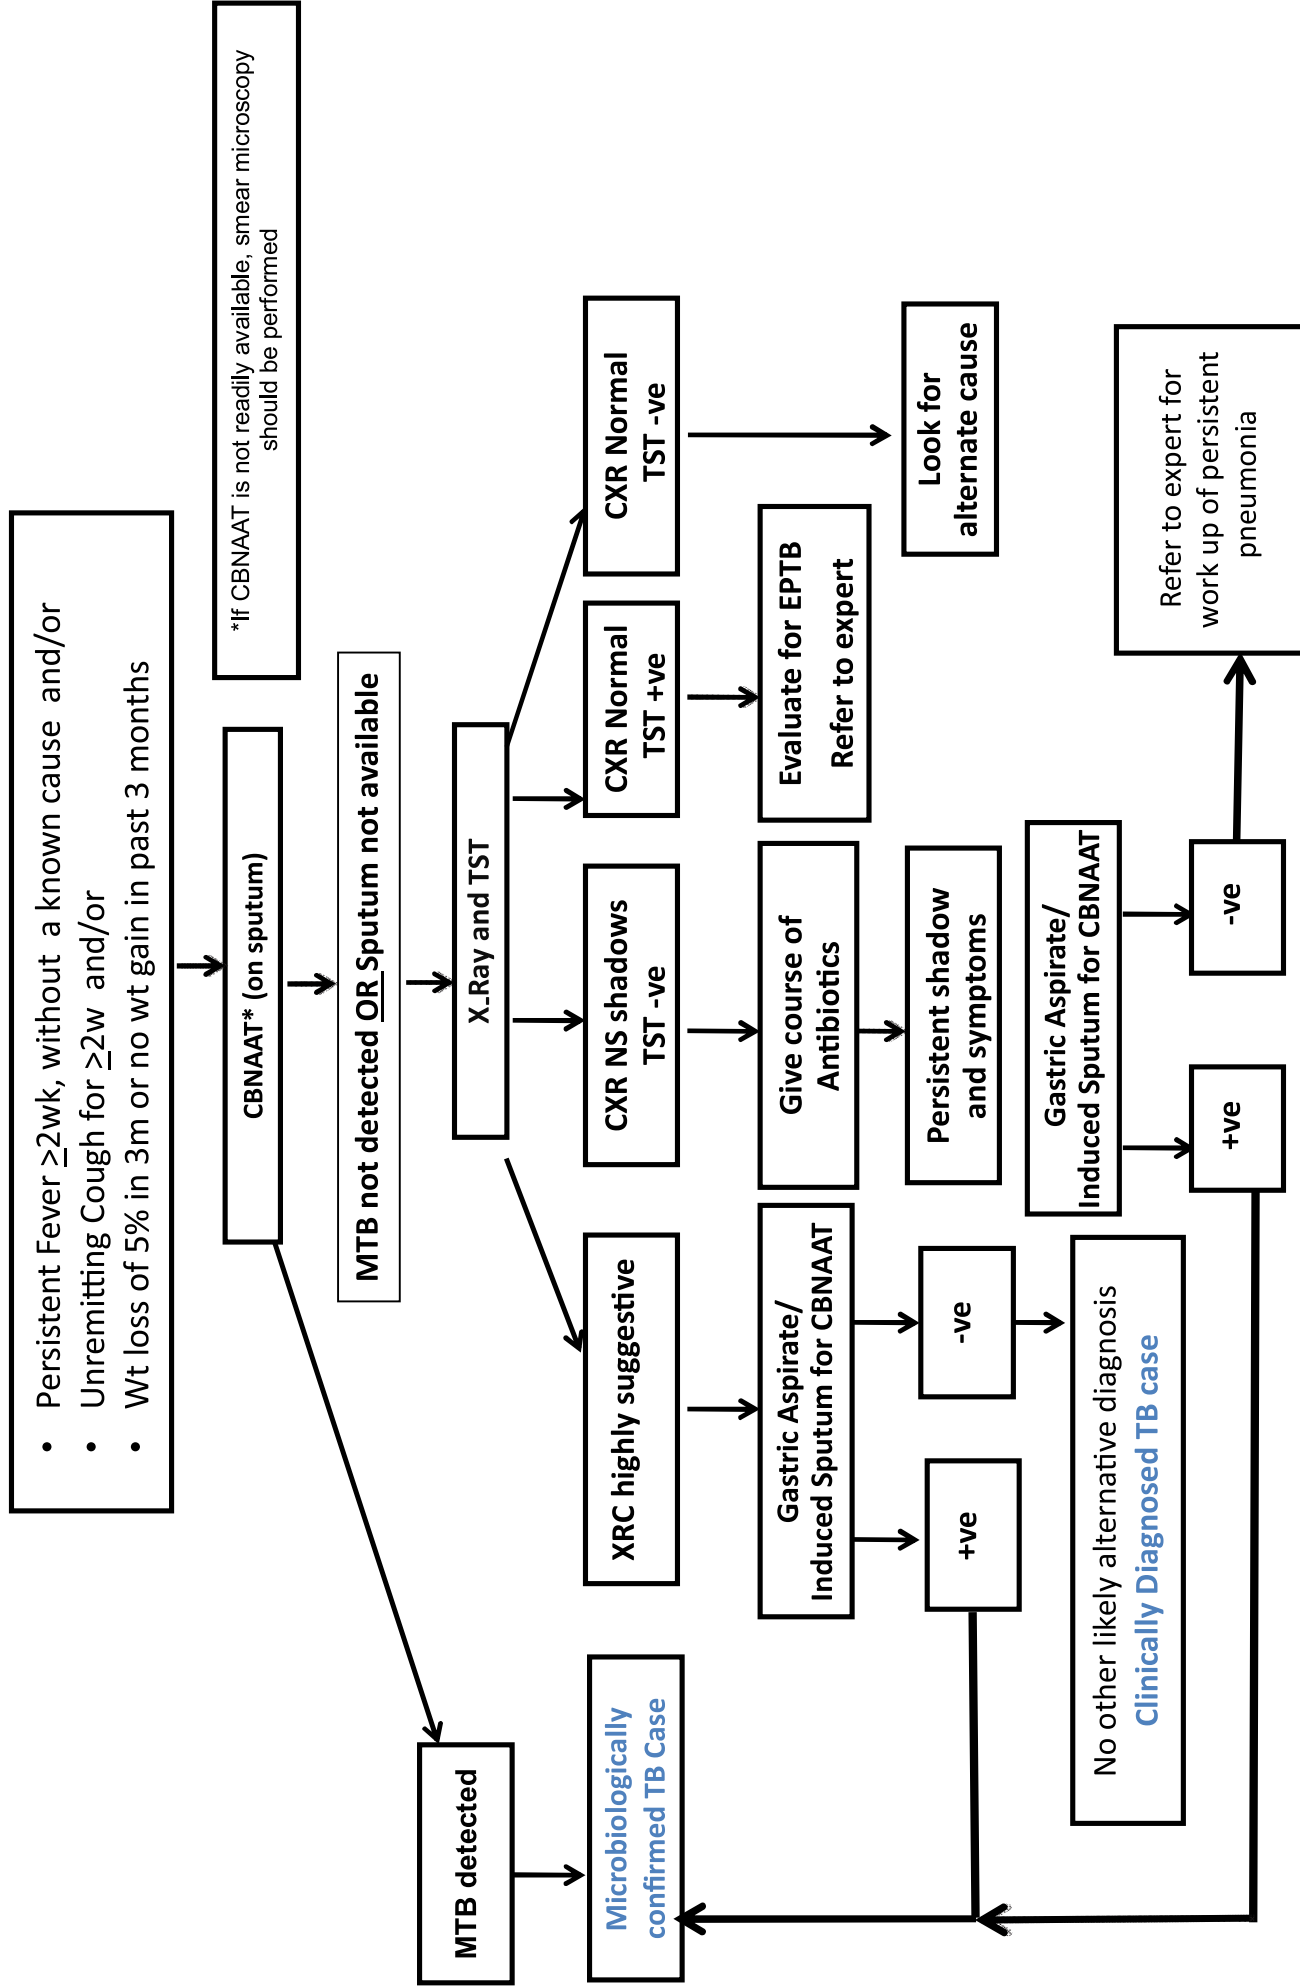 • Persistent Fever >2wk, without a known cause and/or
• Unremitting Cough for >2w and/or
• Wt loss of 5% in 3m or no wt gain in past 3 months
CBNAAT* (on sputum)
*If CBNAAT is not readily available, smear microscopy
should be performed
MTB not detected OR Sputum not available
MTB detected
X-Ray and TST
Microbiologically
confirmed TB Case
XRC highly suggestive
CXR NS shadows
TST -ve
CXR Normal
TST +ve
CXR Normal
TST -ve
Gastric Aspirate/
Induced Sputum for CBNAAT
Give course of
Antibiotics
Evaluate for EPTB
Refer to expert
Look for
alternate cause
+ve
-ve
Persistent shadow
and symptoms
No other likely alternative diagnosis
Clinically Diagnosed TB case
Gastric Aspirate/
Induced Sputum for CBNAAT
+ve
-ve
Refer to expert for
work up of persistent
pneumonia